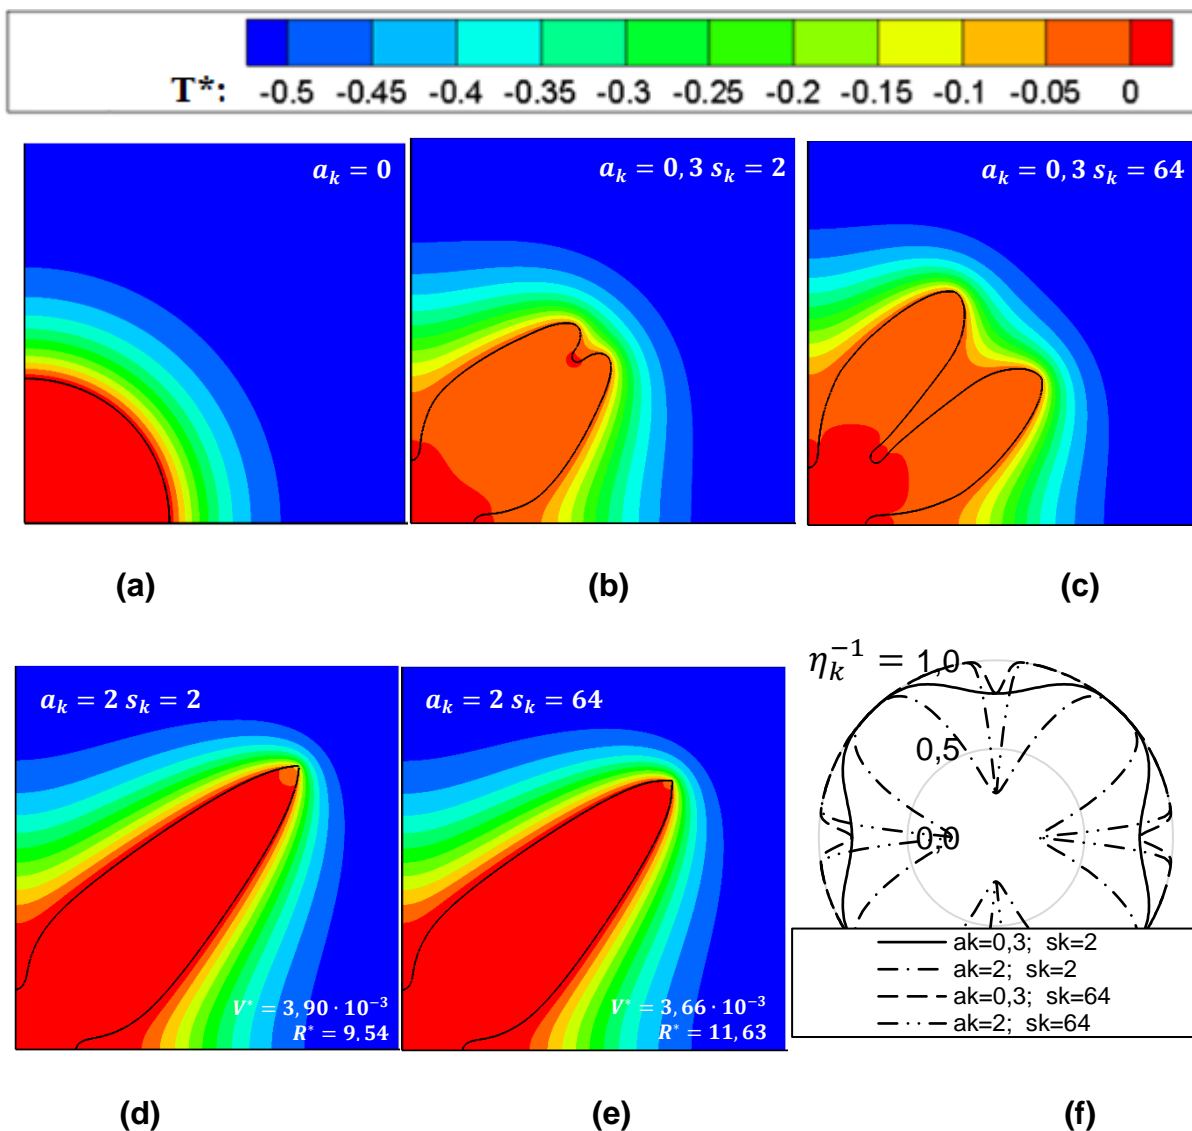 T*: -0.5 -0.45 -0.4 -0.35 -0.3 -0.25 -0.2 -0.15 -0.1 -0.05 0
a_k = 0
a_k = 0,3 s_k = 2
a_k = 0,3 s_k = 64
(a)
(b)
(c)
a_k = 2 s_k = 2
V* = 3,90 · 10⁻³
R* = 9,54
a_k = 2 s_k = 64
V* = 3,66 · 10⁻³
R* = 11,63
η_k⁻¹ = 1,0
0,5
0,0
ak=0,3; sk=2
ak=2; sk=2
ak=0,3; sk=64
ak=2; sk=64
(d)
(e)
(f)